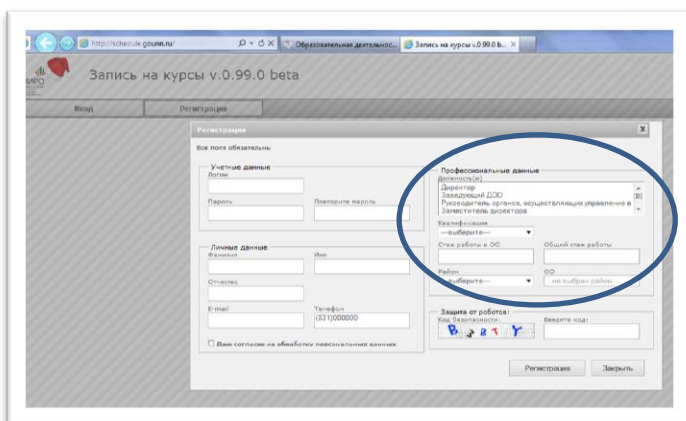 http://schedule.gounn.ru/
Образовательная деятельнос...
Запись на курсы v.0.99.0 b...
Запись на курсы v.0.99.0 beta
Вход
Регистрация
Регистрация
X
Все поля обязательны
Учетные данные
Логин
Пароль
Повторите пароль
Личные данные
Фамилия
Имя
Отчество
E-mail
Телефон
(831)000000
Даю согласие на обработку персональных данных
Профессиональные данные
Должность(и)
Директор
Заведующий ДОО
Руководитель органов, осуществляющих управление в
Заместитель директора
Квалификация
---выберите---
Стаж работы в ОО
Общий стаж работы
Район
---выберите---
ОО
...не выбран район
Защита от роботов:
Код безопасности:
Введите код:
Регистрация
Закрыть